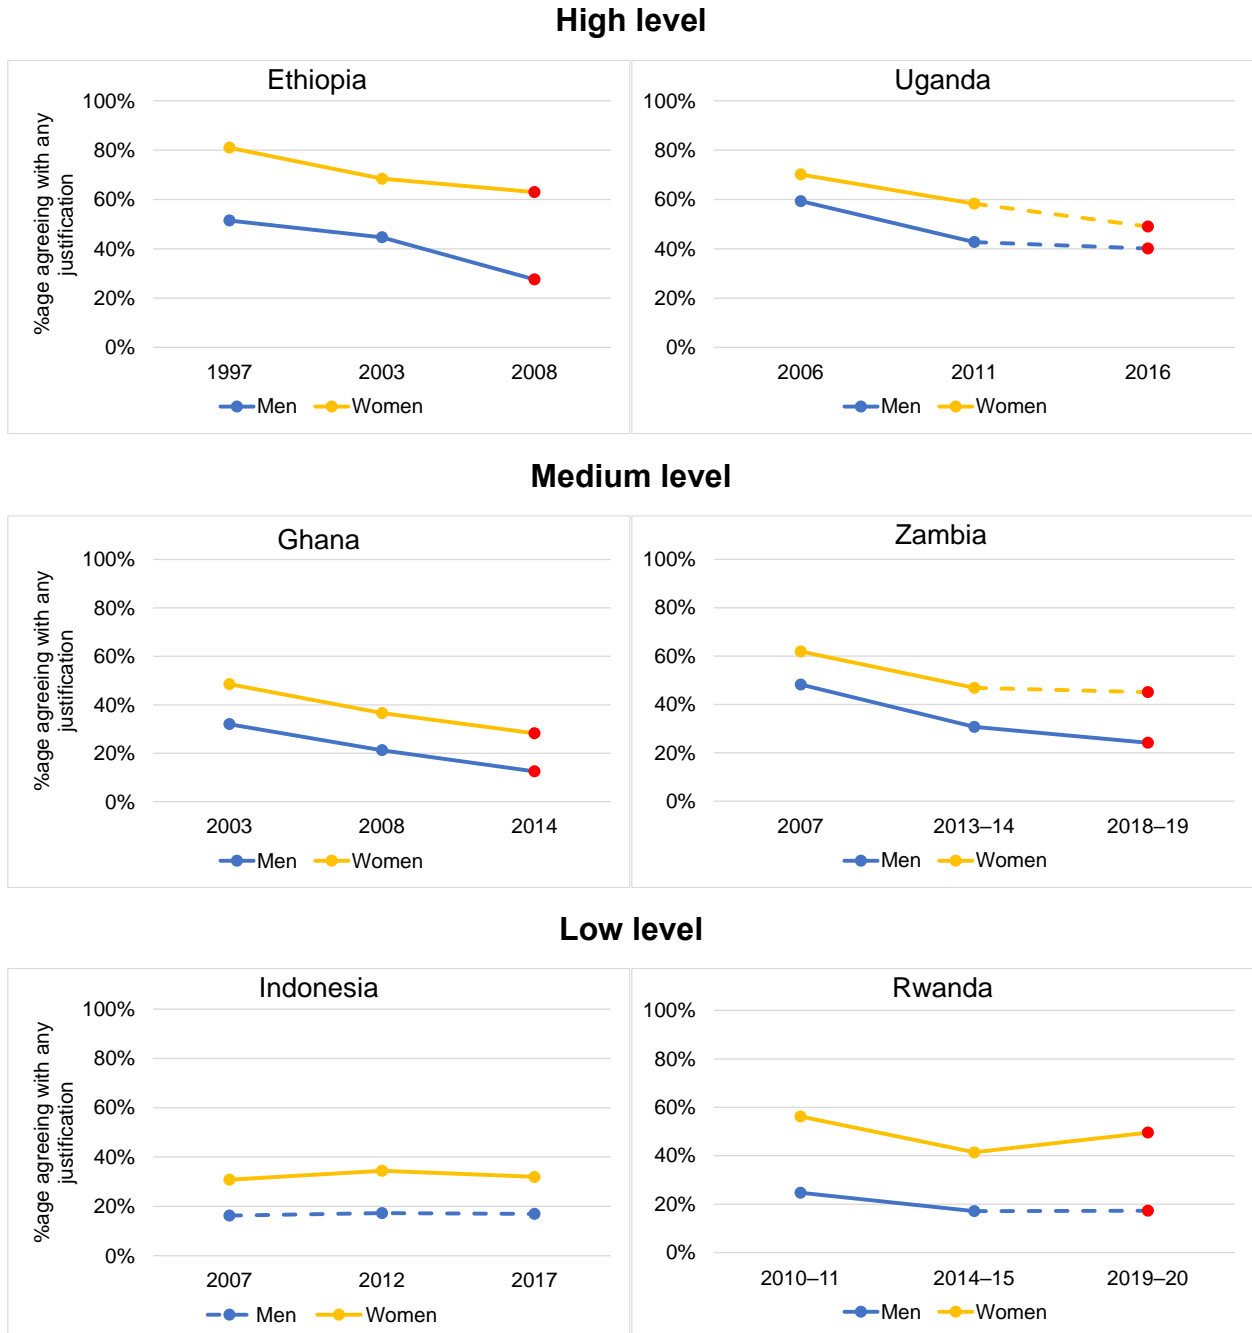 High level
Ethiopia
%age agreeing with any
justification
100%
80%
60%
40%
20%
0%
1997 2003 2008
Men Women
Uganda
100%
80%
60%
40%
20%
0%
2006 2011 2016
Men Women
Medium level
Ghana
%age agreeing with any
justification
100%
80%
60%
40%
20%
0%
2003 2008 2014
Men Women
Zambia
100%
80%
60%
40%
20%
0%
2007 2013–14 2018–19
Men Women
Low level
Indonesia
%age agreeing with any
justification
100%
80%
60%
40%
20%
0%
2007 2012 2017
Men Women
Rwanda
100%
80%
60%
40%
20%
0%
2010–11 2014–15 2019–20
Men Women